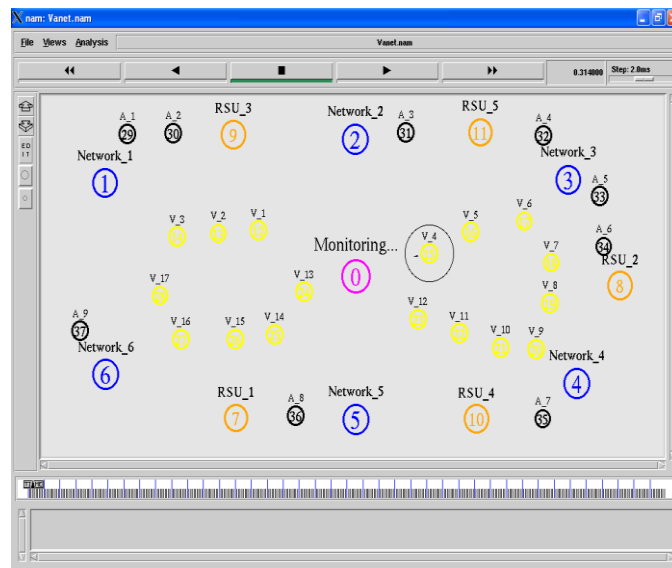 nam: Vanet.nam
File Views Analysis Vanet.nam
0.314000 Step: 2.0ms
ED
IT
A_1
29
A_2
30
RSU_3
9
Network_2
2
A_3
31
RSU_5
11
A_4
32
Network_1
1
Network_3
3
A_5
33
V_3
V_2
V_1
V_4
V_5
V_6
A_6
34
Monitoring...
0
V_7
RSU_2
8
V_17
V_13
V_8
A_9
37
V_16
V_15
V_14
V_12
V_11
V_10
V_9
Network_6
6
Network_4
4
RSU_1
7
A_8
36
Network_5
5
RSU_4
10
A_7
35